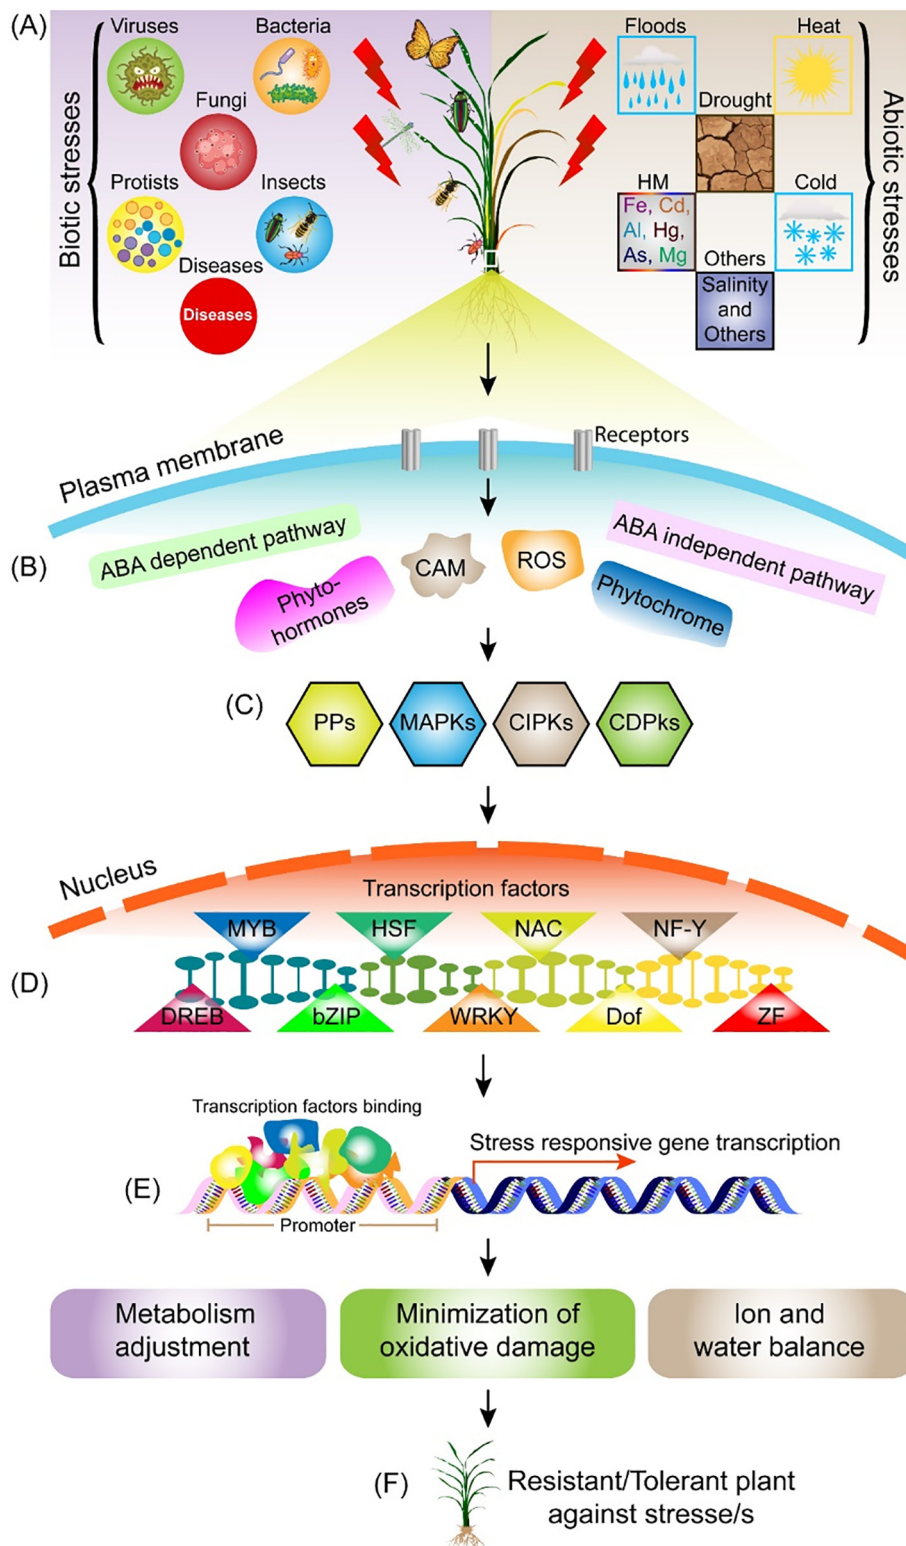 (A)
Biotic stresses
Viruses
Bacteria
Fungi
Protists
Insects
Diseases
Diseases
Floods
Heat
Drought
HM
Cold
Fe, Cd,
Al, Hg,
As, Mg
Others
Salinity
and
Others
Abiotic stresses
Plasma membrane
Receptors
(B)
ABA dependent pathway
Phyto-
hormones
CAM
ROS
ABA independent pathway
Phytochrome
(C)
PPs
MAPKs
CIPKs
CDPks
Nucleus
Transcription factors
MYB
HSF
NAC
NF-Y
(D)
DREB
bZIP
WRKY
Dof
ZF
Transcription factors binding
Stress responsive gene transcription
(E)
Promoter
Metabolism
adjustment
Minimization of
oxidative damage
Ion and
water balance
(F)
Resistant/Tolerant plant
against stresse/s